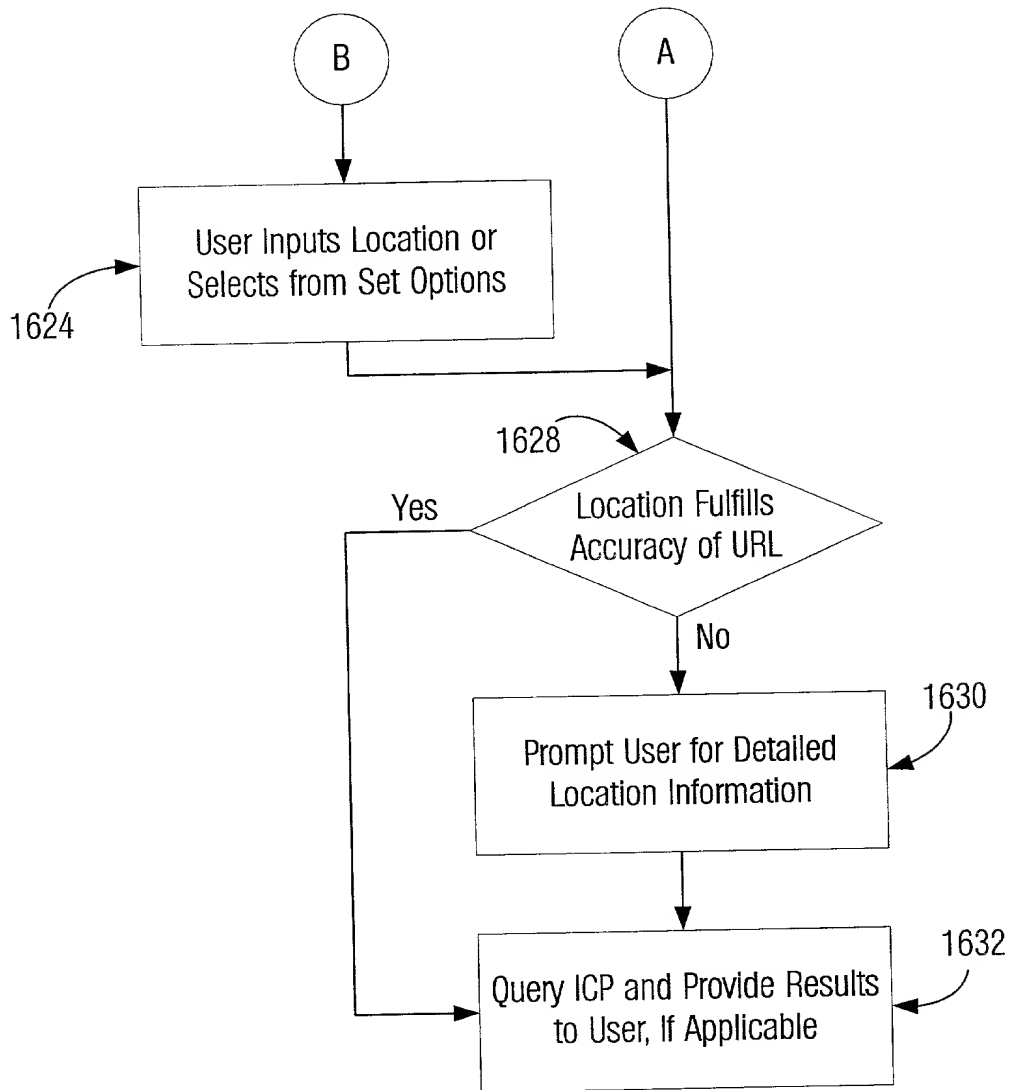 B
A
User Inputs Location or
Selects from Set Options
1624
1628
Location Fulfills
Accuracy of URL
Yes
No
1630
Prompt User for Detailed
Location Information
1632
Query ICP and Provide Results
to User, If Applicable